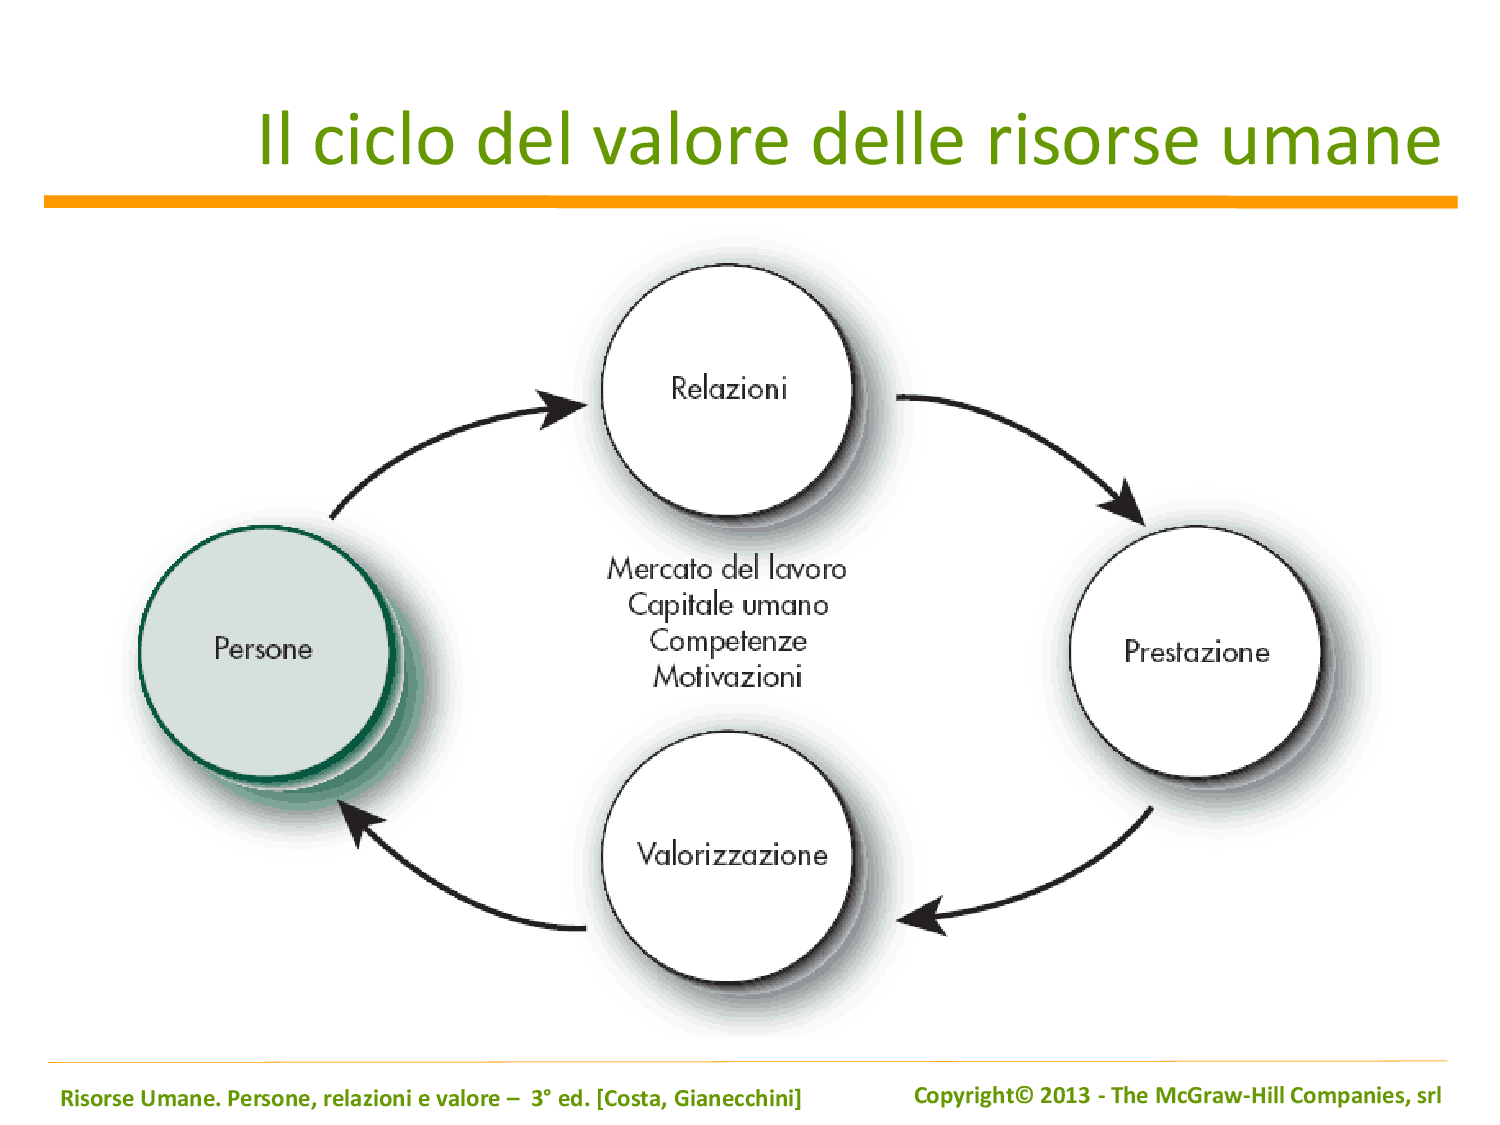 Il ciclo del valore delle risorse umane
Relazioni
Mercato del lavoro
Capitale umano
Competenze
Motivazioni
Persone
Prestazione
Valorizzazione
Risorse Umane. Persone, relazioni e valore – 3° ed. [Costa, Gianecchini]
Copyright© 2013 - The McGraw-Hill Companies, srl